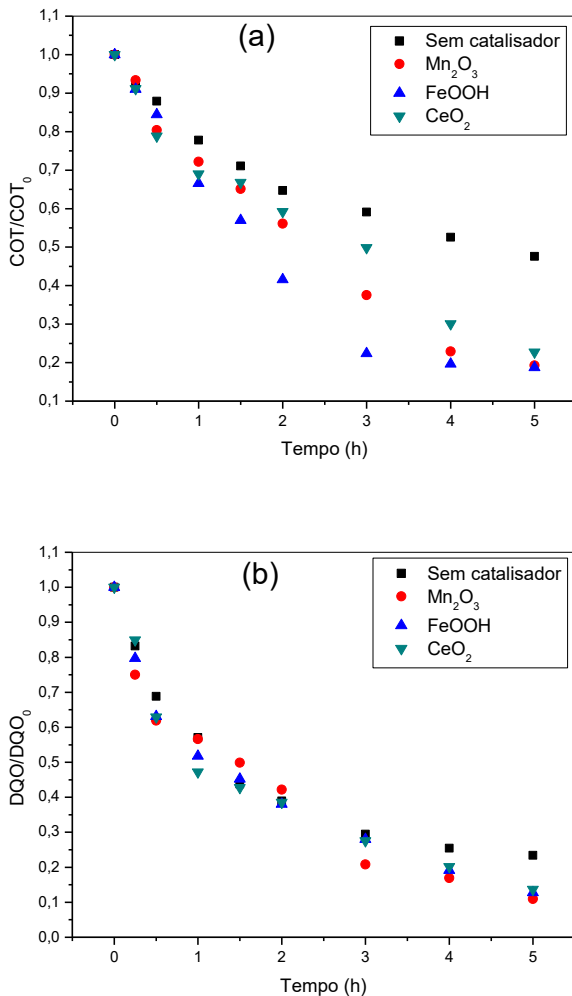 (a)
Sem catalisador
Mn2O3
FeOOH
CeO2
1,1
1,0
0,9
0,8
0,7
0,6
0,5
0,4
0,3
0,2
0,1
COT/COT0
0 1 2 3 4 5
Tempo (h)
(b)
Sem catalisador
Mn2O3
FeOOH
CeO2
1,1
1,0
0,9
0,8
0,7
0,6
0,5
0,4
0,3
0,2
0,1
0,0
DQO/DQO0
0 1 2 3 4 5
Tempo (h)